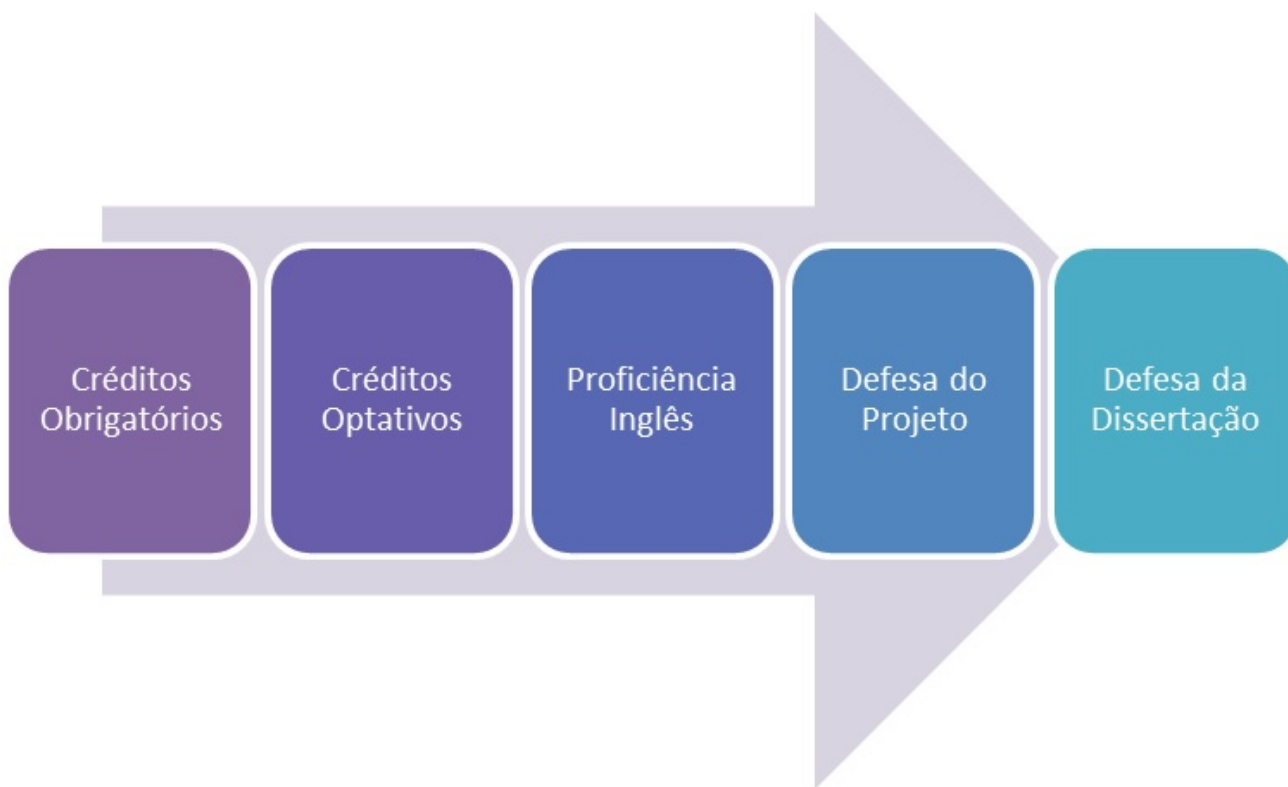 Créditos
Obrigatórios
Créditos
Optativos
Proficiência
Inglês
Defesa do
Projeto
Defesa da
Dissertação